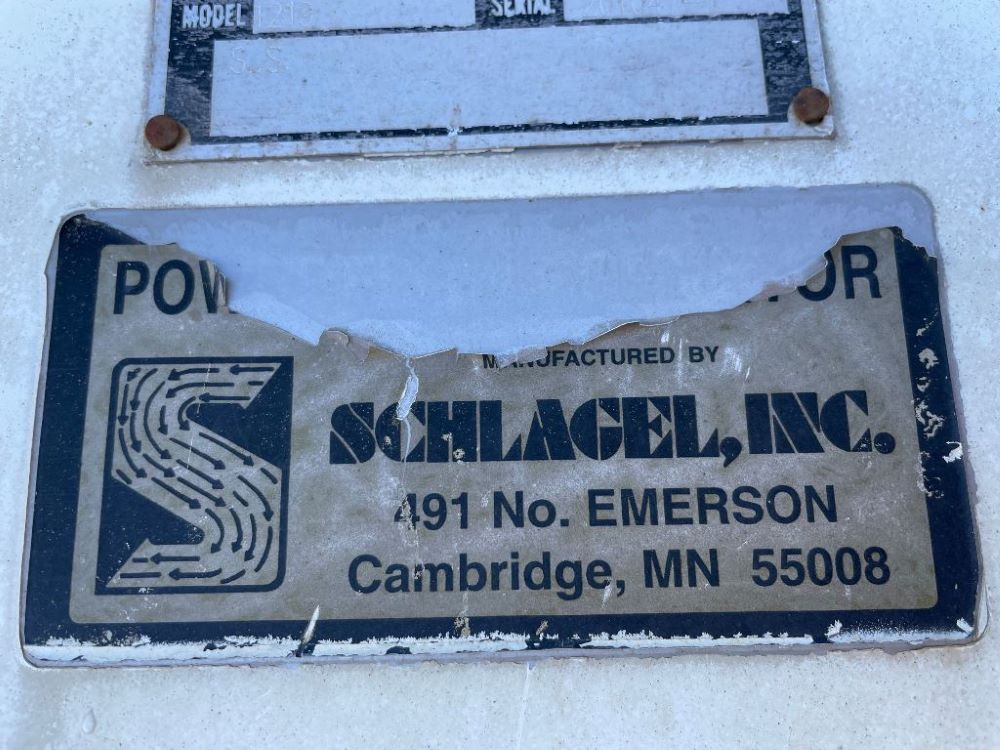 MODEL SERIAL
S.S.
MANUFACTURED BY
SCHLAGEL, INC.
491 No. EMERSON
Cambridge, MN 55008